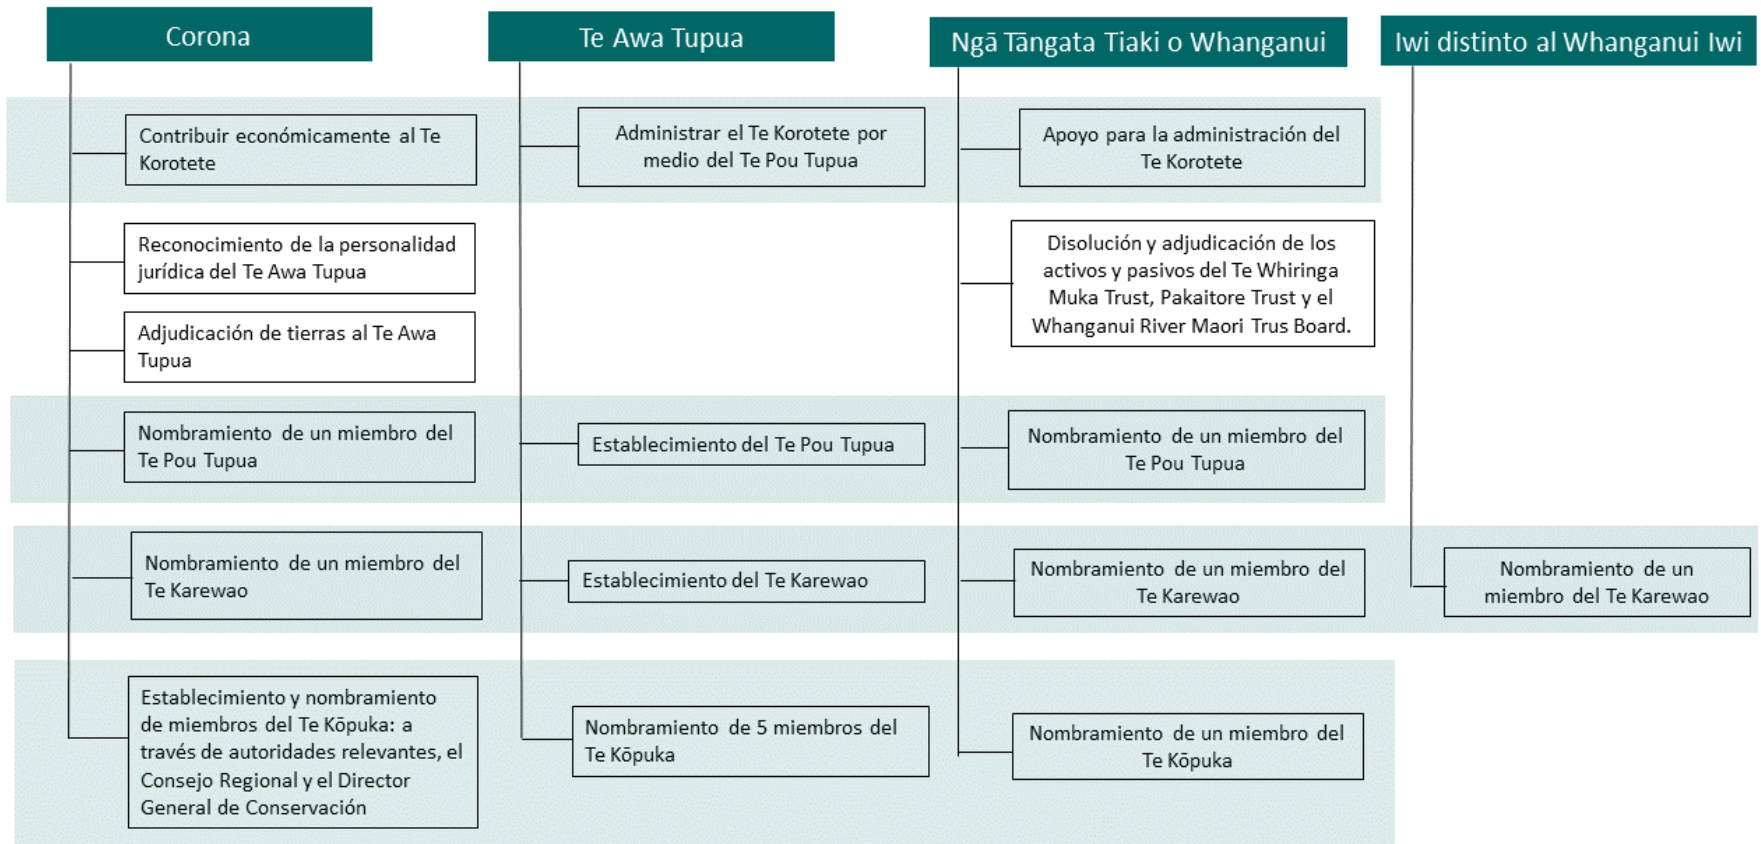 Corona
Te Awa Tupua
Ngā Tāngata Tiaki o Whanganui
Iwi distinto al Whanganui Iwi
Contribuir económicamente al Te
Korotete
Administrar el Te Korotete por
medio del Te Pou Tupua
Apoyo para la administración del
Te Korotete
Reconocimiento de la personalidad
jurídica del Te Awa Tupua
Disolución y adjudicación de los
activos y pasivos del Te Whiringa
Muka Trust, Pakaitore Trust y el
Whanganui River Maori Trus Board.
Adjudicación de tierras al Te Awa
Tupua
Nombramiento de un miembro del
Te Pou Tupua
Establecimiento del Te Pou Tupua
Nombramiento de un miembro del
Te Pou Tupua
Nombramiento de un miembro del
Te Karewao
Establecimiento del Te Karewao
Nombramiento de un miembro del
Te Karewao
Nombramiento de un
miembro del Te Karewao
Establecimiento y nombramiento
de miembros del Te Kōpuka: a
través de autoridades relevantes, el
Consejo Regional y el Director
General de Conservación
Nombramiento de 5 miembros del
Te Kōpuka
Nombramiento de un miembro del
Te Kōpuka